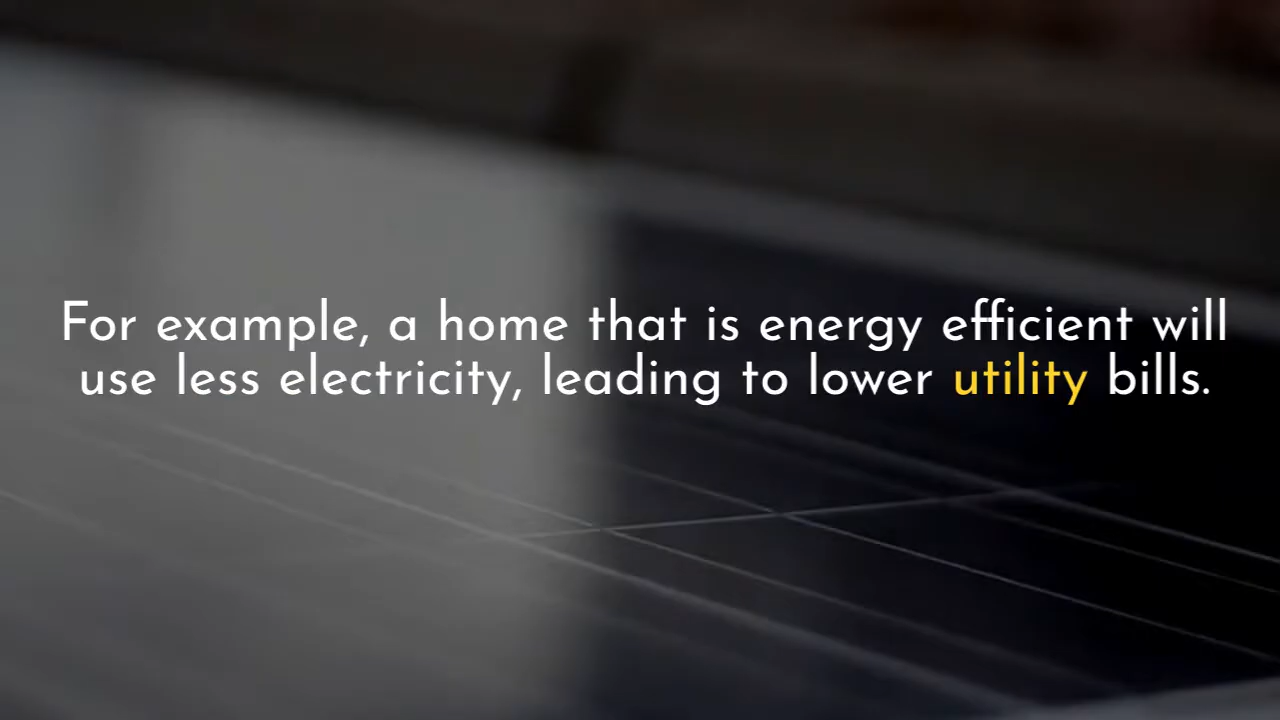 For example, a home that is energy efficient will
use less electricity, leading to lower utility bills.